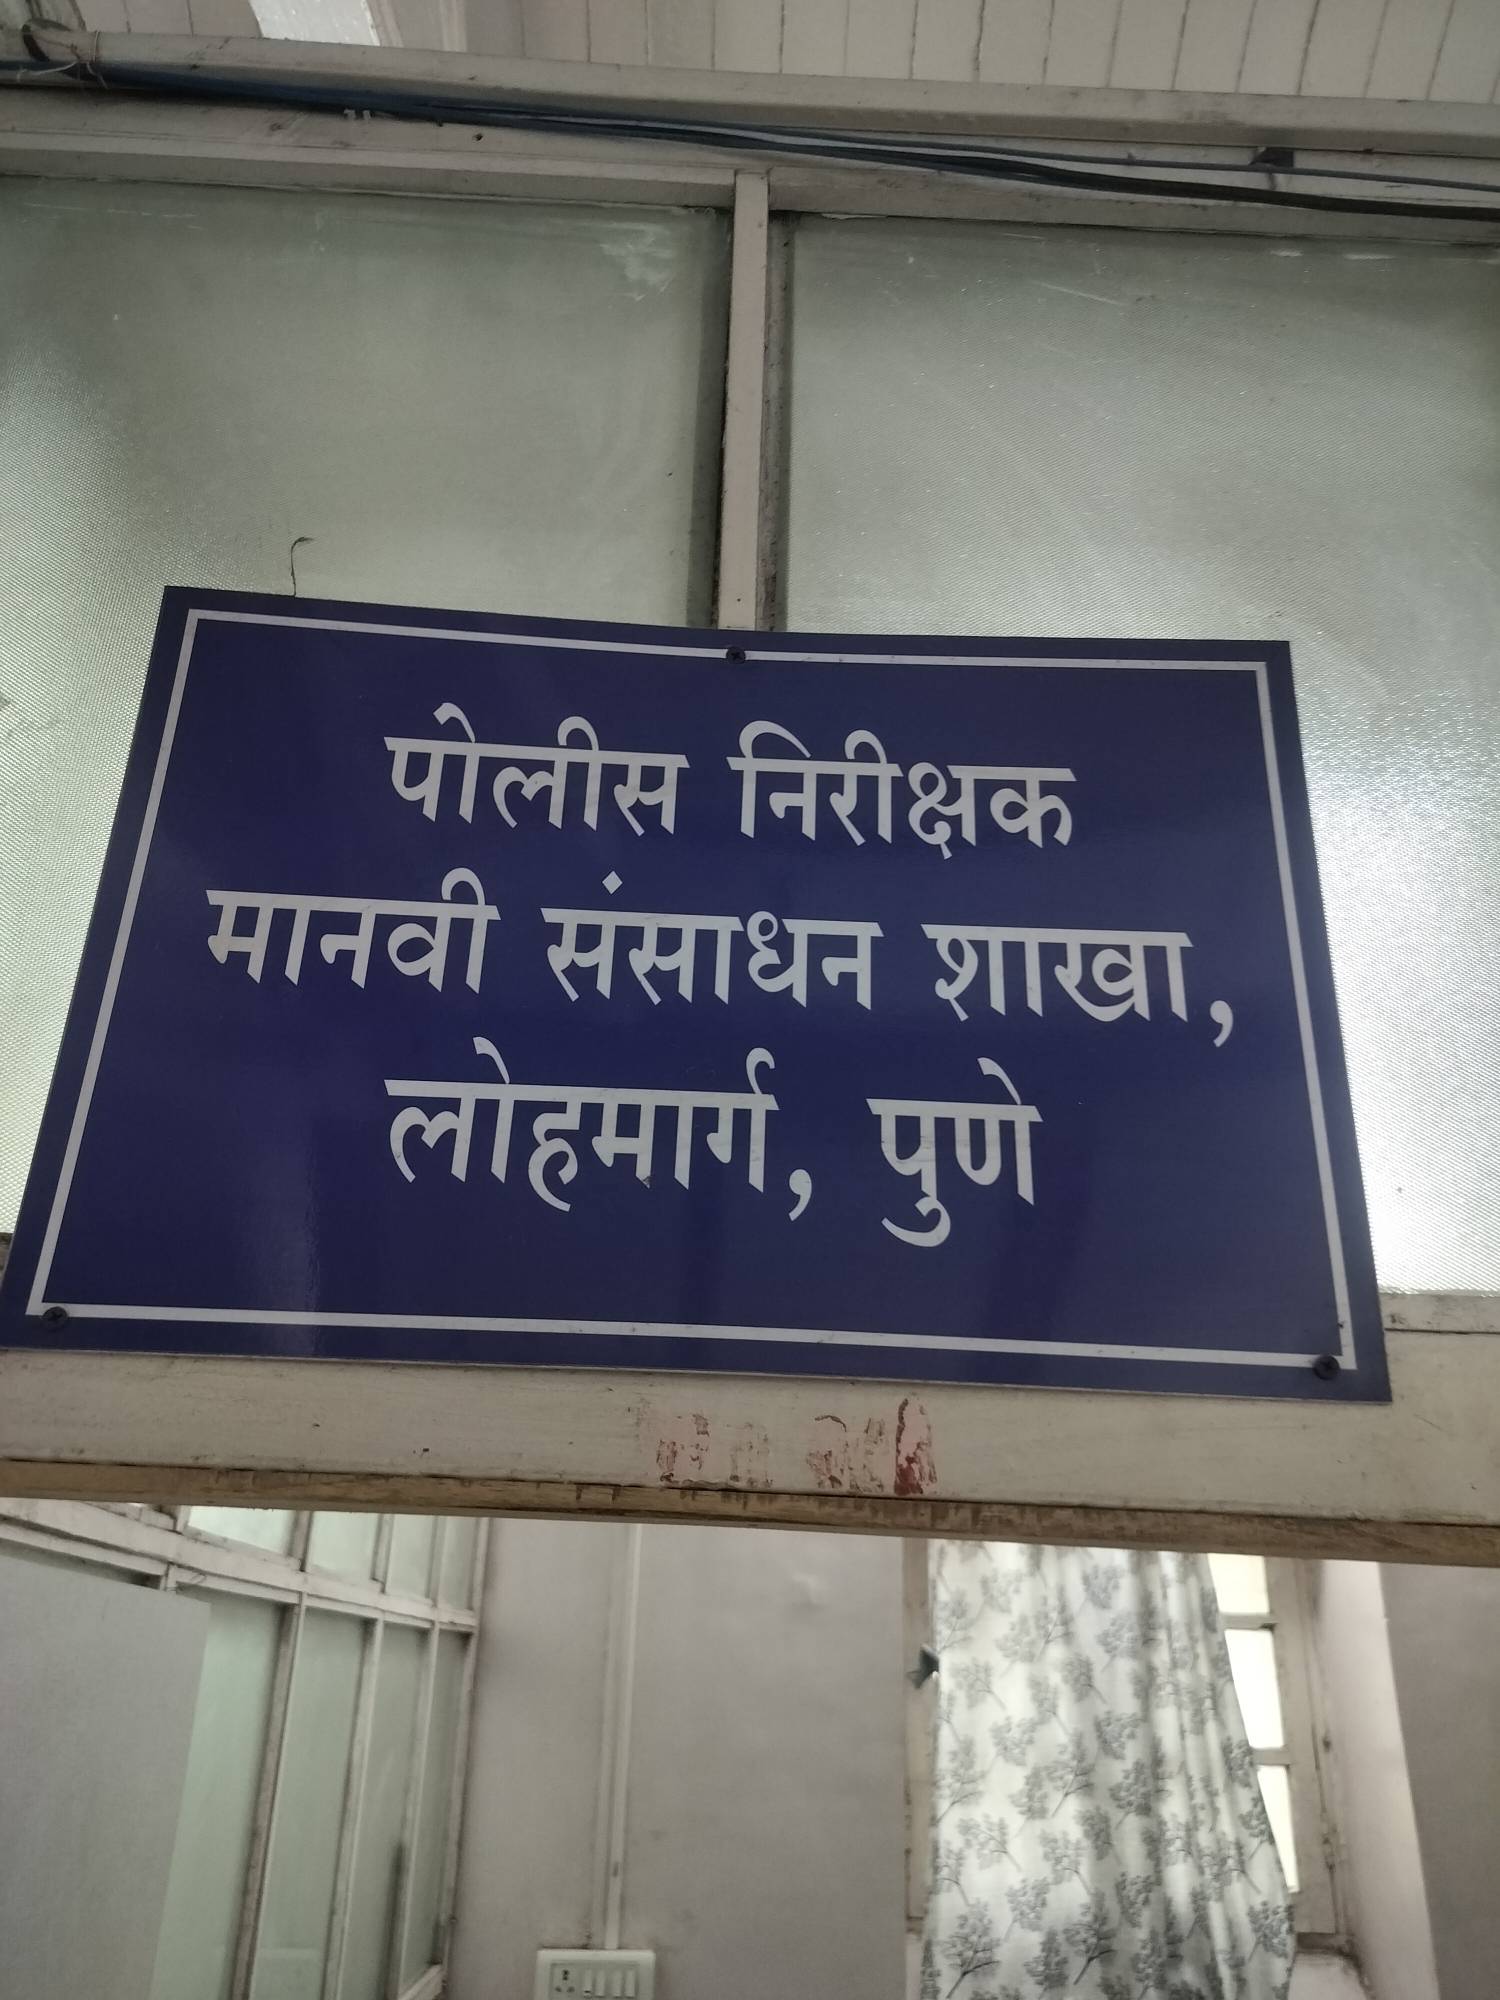 पोलीस निरीक्षक
मानवी संसाधन शाखा,
लोहमार्ग, पुणे